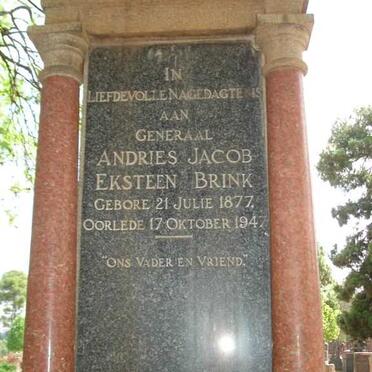 IN
LIEFDEVOLLE NAGEDAGTENIS
AAN
GENERAAL
ANDRIES JACOB
EKSTEEN BRINK
GEBORE 21 JULIE 1877,
OORLEDE 17 OKTOBER 1947
"ONS VADER EN VRIEND."